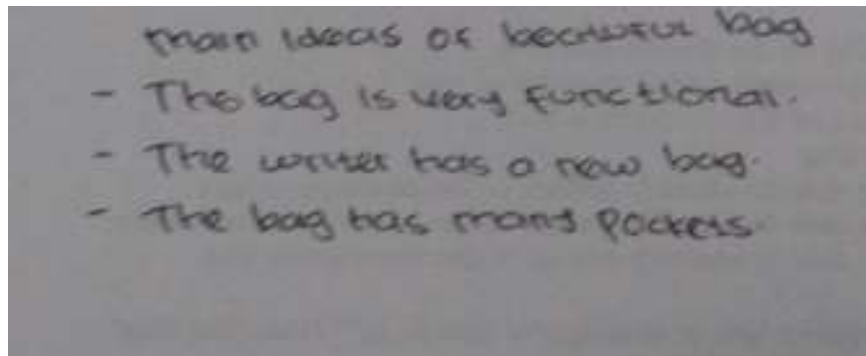 main ideas of beautiful bag
- The bag is very functional.
- The writer has a new bag.
- The bag has many pockets.